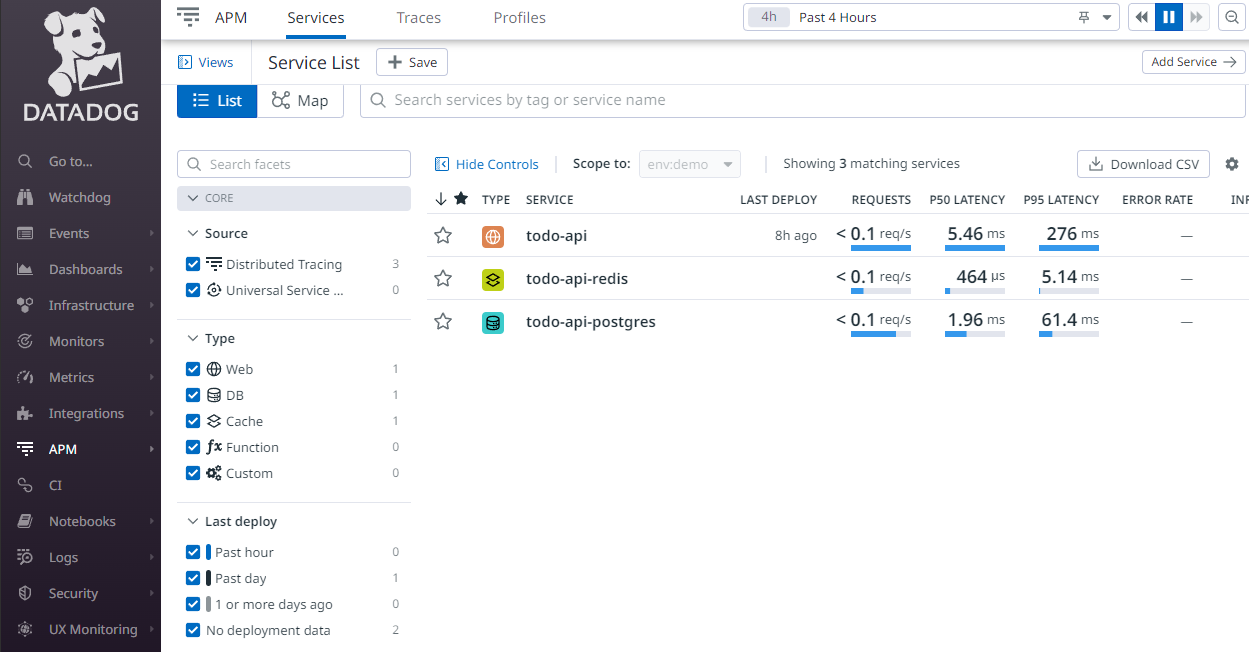 DATADOG
Go to...
Watchdog
Events
Dashboards
Infrastructure
Monitors
Metrics
Integrations
APM
CI
Notebooks
Logs
Security
UX Monitoring
APM Services Traces Profiles
4h Past 4 Hours
Views Service List Save Add Service
List Map Search services by tag or service name
Search facets
CORE
Source
Distributed Tracing 3
Universal Service ... 0
Type
Web 1
DB 1
Cache 1
Function 0
Custom 0
Last deploy
Past hour 0
Past day 1
1 or more days ago 0
No deployment data 2
Hide Controls Scope to: env:demo Showing 3 matching services Download CSV
TYPE SERVICE LAST DEPLOY REQUESTS P50 LATENCY P95 LATENCY ERROR RATE
todo-api 8h ago < 0.1 req/s 5.46 ms 276 ms —
todo-api-redis < 0.1 req/s 464 µs 5.14 ms —
todo-api-postgres < 0.1 req/s 1.96 ms 61.4 ms —